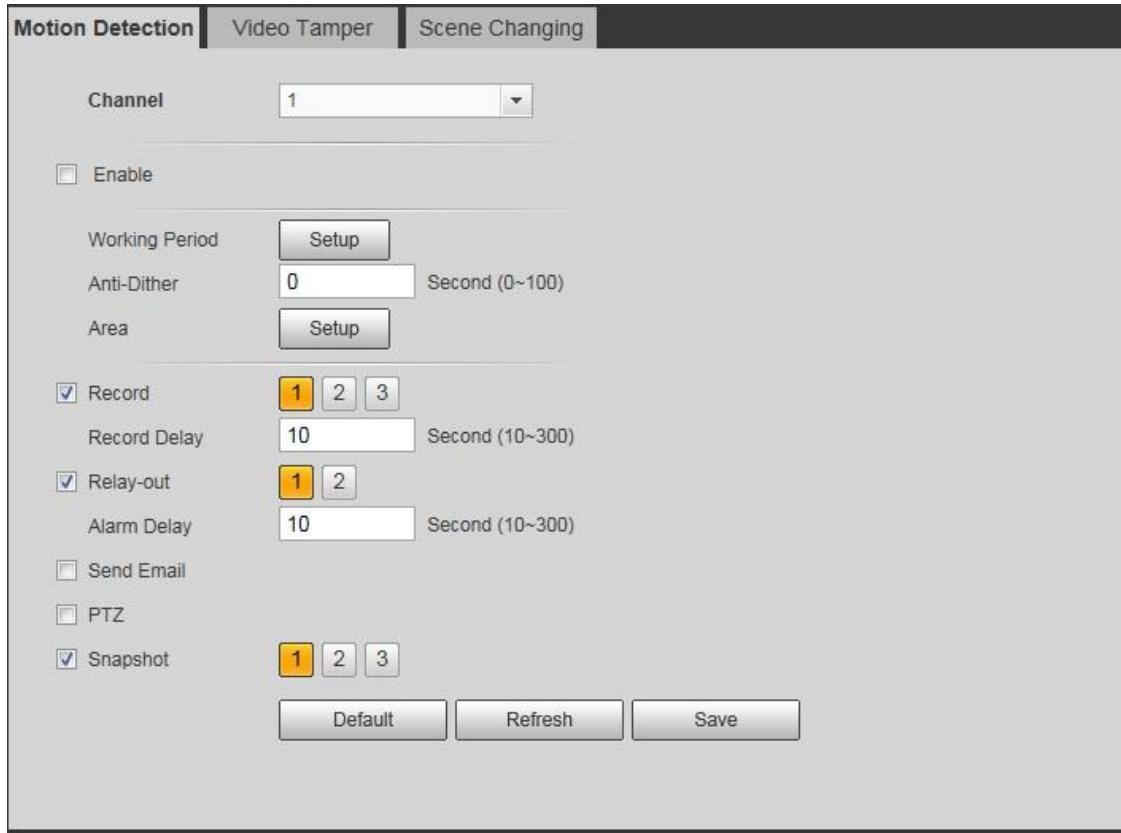 Motion Detection Video Tamper Scene Changing
Channel 1
Enable
Working Period Setup
Anti-Dither 0 Second (0~100)
Area Setup
Record 1 2 3
Record Delay 10 Second (10~300)
Relay-out 1 2
Alarm Delay 10 Second (10~300)
Send Email
PTZ
Snapshot 1 2 3
Default Refresh Save